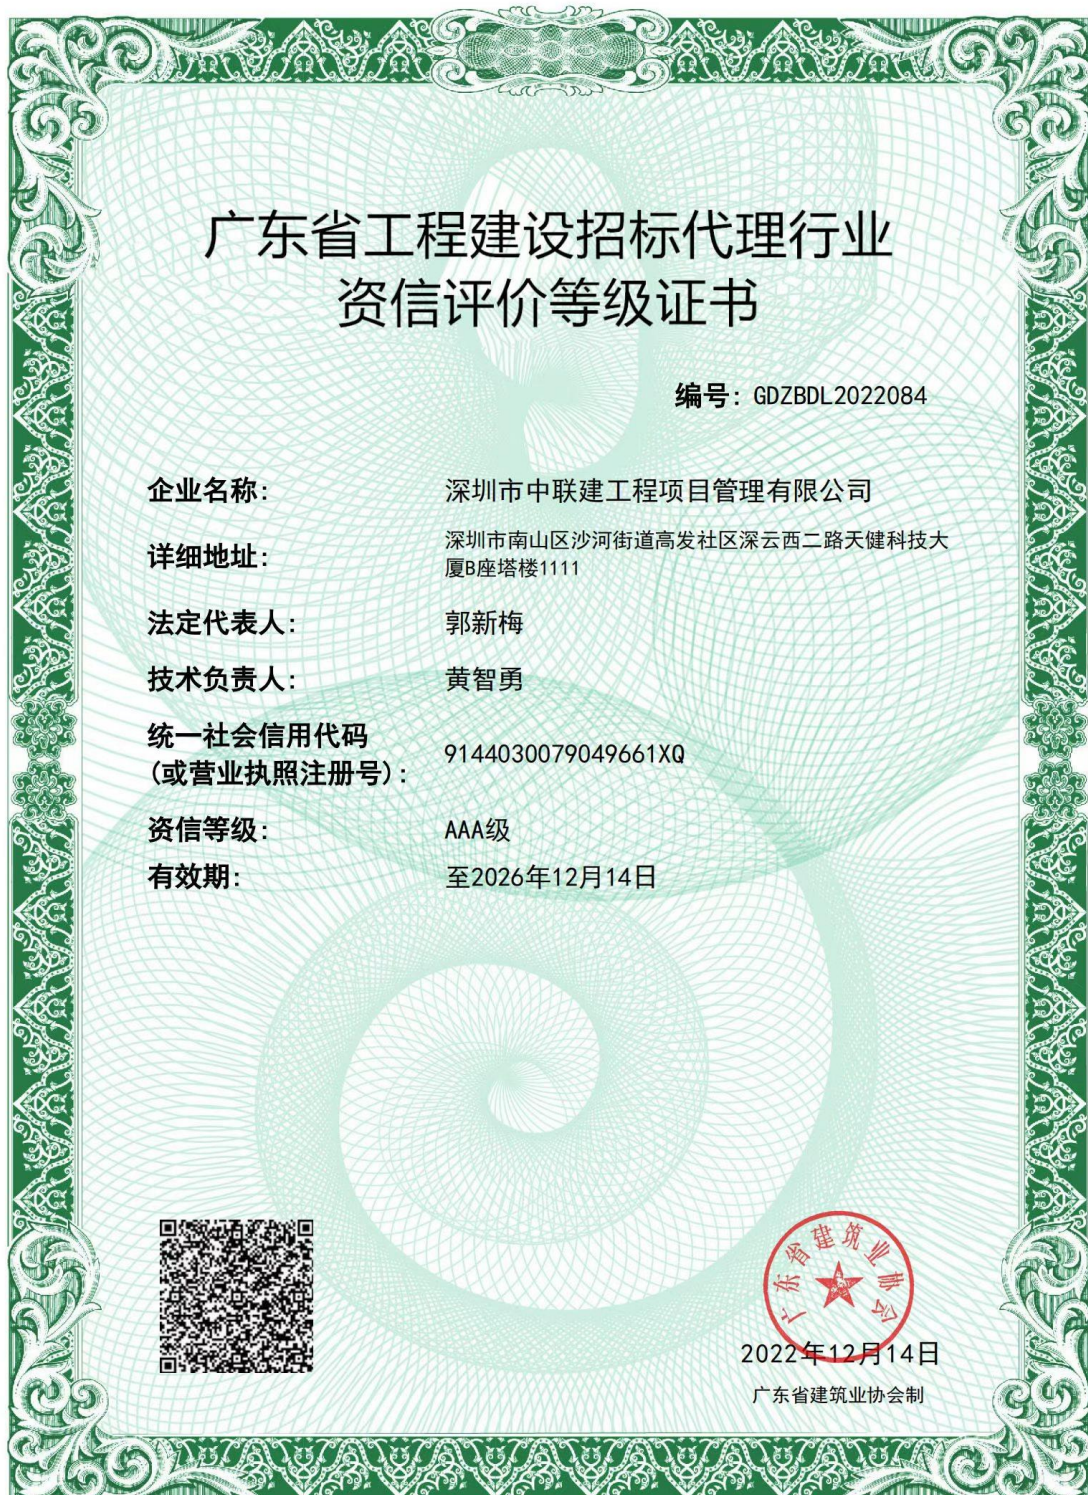 广东省工程建设招标代理行业
资信评价等级证书
编号：GDZBDL2022084
企业名称：
深圳市中联建工程项目管理有限公司
详细地址：
深圳市南山区沙河街道高发社区深云西二路天健科技大
厦B座塔楼1111
法定代表人：
郭新梅
技术负责人：
黄智勇
统一社会信用代码
(或营业执照注册号)：
9144030079049661XQ
资信等级：
AAA级
有效期：
至2026年12月14日
广东省建筑业协会
2022年12月14日
广东省建筑业协会制